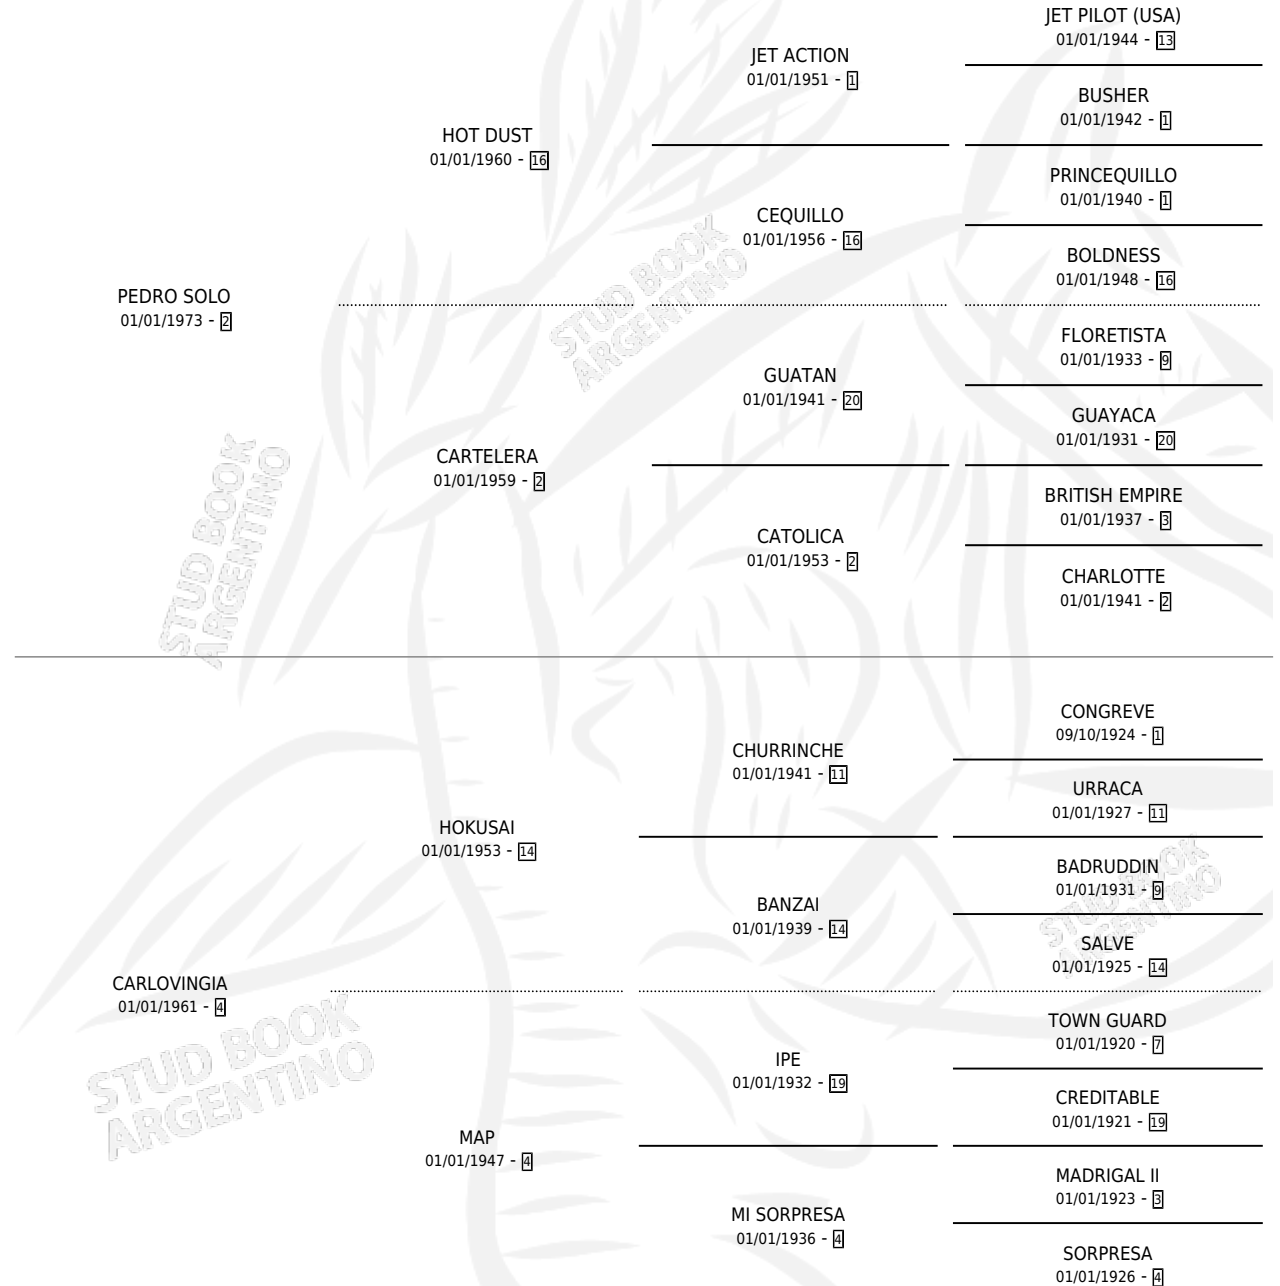 JET PILOT (USA)
01/01/1944 - 13
JET ACTION
01/01/1951 - 1
BUSHER
01/01/1942 - 1
HOT DUST
01/01/1960 - 16
PRINCEQUILLO
01/01/1940 - 1
CEQUILLO
01/01/1956 - 16
BOLDNESS
01/01/1948 - 16
PEDRO SOLO
01/01/1973 - 2
FLORETISTA
01/01/1933 - 9
GUATAN
01/01/1941 - 20
GUAYACA
01/01/1931 - 20
CARTELERA
01/01/1959 - 2
BRITISH EMPIRE
01/01/1937 - 3
CATOLICA
01/01/1953 - 2
CHARLOTTE
01/01/1941 - 2
CONGREVE
09/10/1924 - 1
CHURRINCHE
01/01/1941 - 11
URRACA
01/01/1927 - 11
HOKUSAI
01/01/1953 - 14
BADRUDDIN
01/01/1931 - 9
BANZAI
01/01/1939 - 14
SALVE
01/01/1925 - 14
CARLOVINGIA
01/01/1961 - 4
TOWN GUARD
01/01/1920 - 7
IPE
01/01/1932 - 19
CREDITABLE
01/01/1921 - 19
MAP
01/01/1947 - 4
MADRIGAL II
01/01/1923 - 3
MI SORPRESA
01/01/1936 - 4
SORPRESA
01/01/1926 - 4
STUD BOOK
ARGENTINO
STUD BOOK
ARGENTINO
STUD BOOK
ARGENTINO
STUD BOOK
ARGENTINO